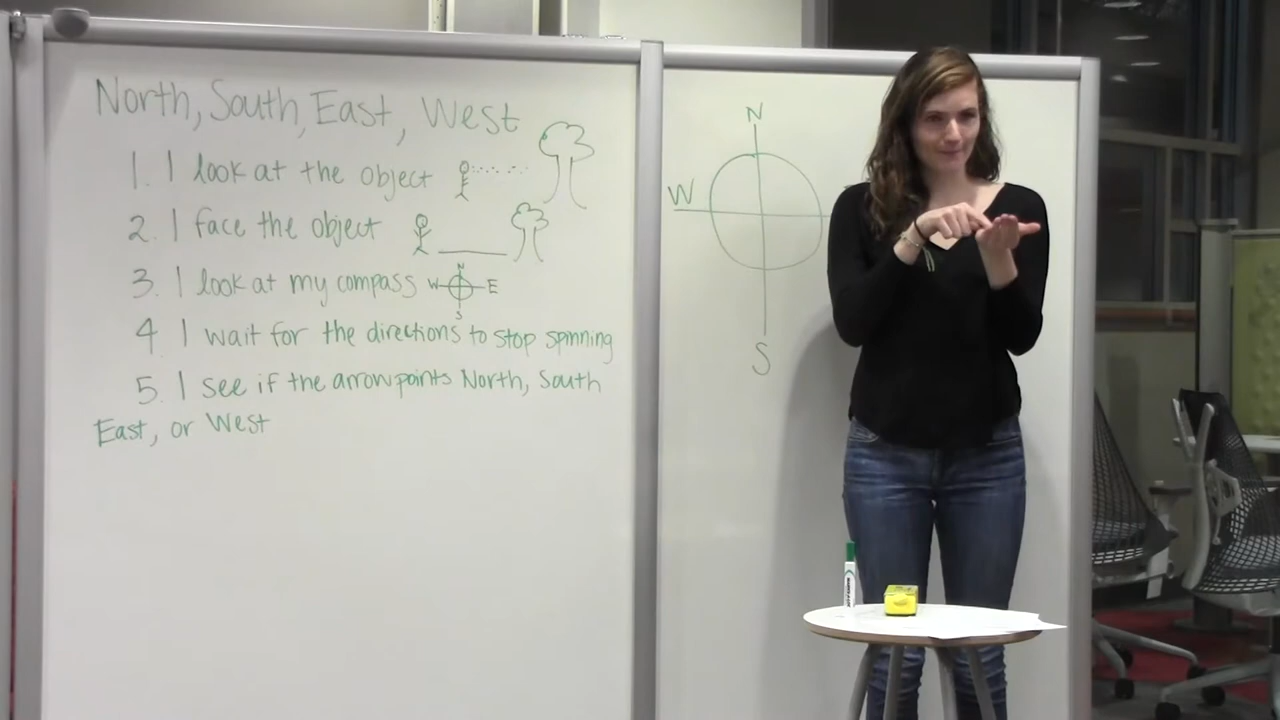 North, South, East, West
1. I look at the object
2. I face the object
3. I look at my compass
N
W E
S
4. I wait for the directions to stop spinning
5. I see if the arrow points North, South
East, or West
N
W
S